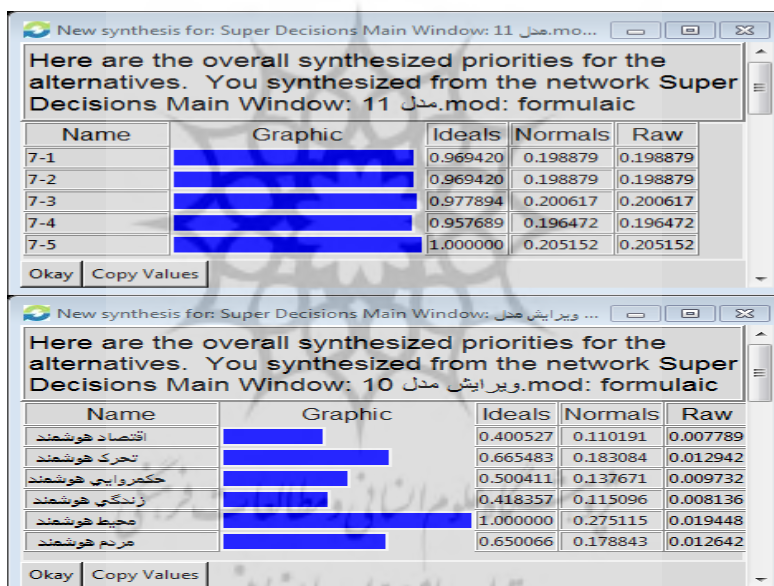 New synthesis for: Super Decisions Main Window: 11 مدل.mo...
Here are the overall synthesized priorities for the
alternatives. You synthesized from the network Super
Decisions Main Window: 11 مدل.mod: formulaic
Name Graphic Ideals Normals Raw
7-1 0.969420 0.198879 0.198879
7-2 0.969420 0.198879 0.198879
7-3 0.977894 0.200617 0.200617
7-4 0.957689 0.196472 0.196472
7-5 1.000000 0.205152 0.205152
Okay Copy Values
New synthesis for: Super Decisions Main Window: ویرایش مدل ...
Here are the overall synthesized priorities for the
alternatives. You synthesized from the network Super
Decisions Main Window: 10 ویرایش مدل.mod: formulaic
Name Graphic Ideals Normals Raw
اقتصاد هوشمند 0.400527 0.110191 0.007789
تحرک هوشمند 0.665483 0.183084 0.012942
حکمروایی هوشمند 0.500411 0.137671 0.009732
زندگی هوشمند 0.418357 0.115096 0.008136
محیط هوشمند 1.000000 0.275115 0.019448
مردم هوشمند 0.650066 0.178843 0.012642
Okay Copy Values
پژوهشگاه علوم انسانی و مطالعات فرهنگی